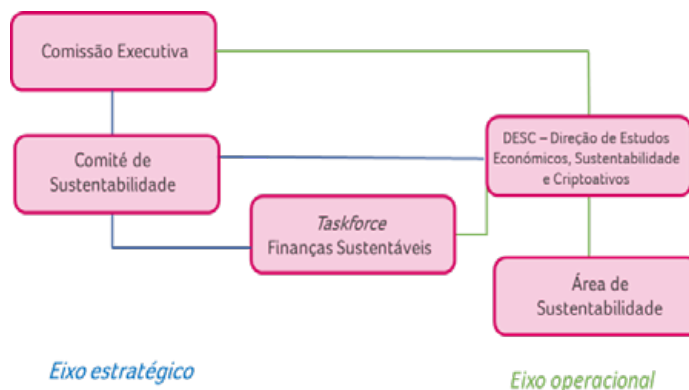 Comissão Executiva
Comité de
Sustentabilidade
DESC – Direção de Estudos
Económicos, Sustentabilidade
e Criptoativos
Taskforce
Finanças Sustentáveis
Área de
Sustentabilidade
Eixo estratégico
Eixo operacional